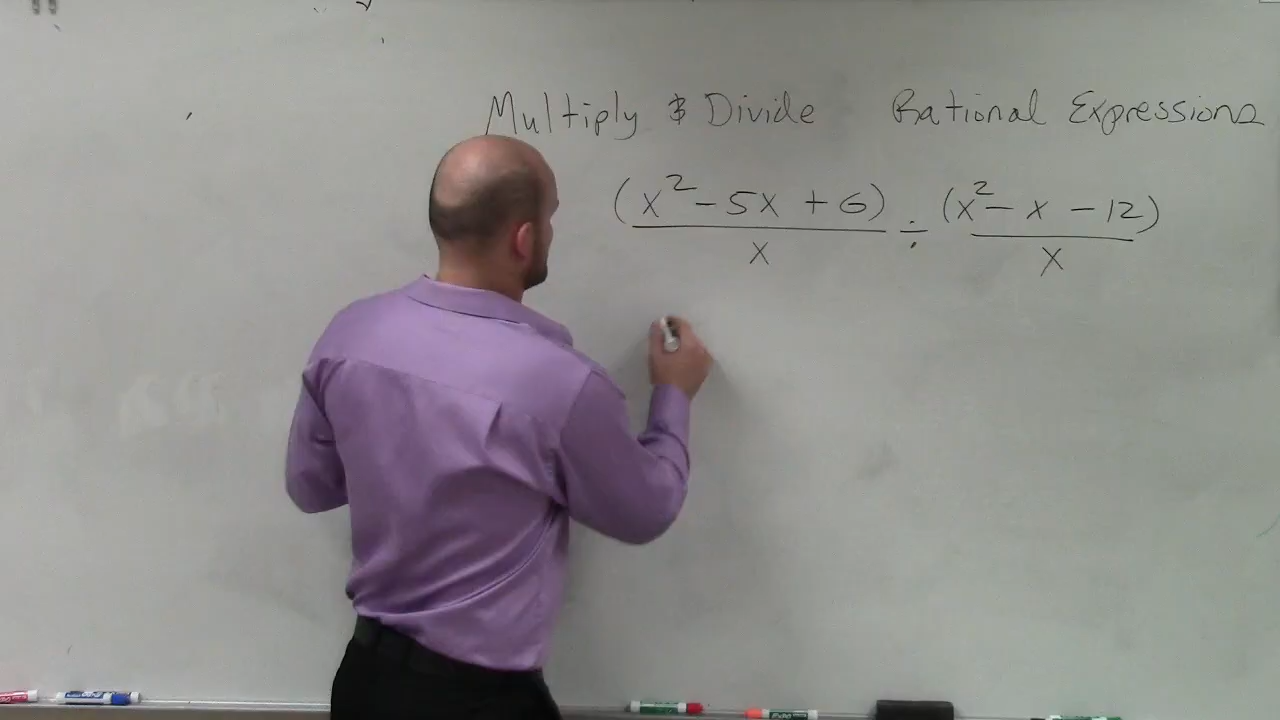 Multiply & Divide Rational Expressions
(x² - 5x + 6) ÷ (x² - x - 12)
x x